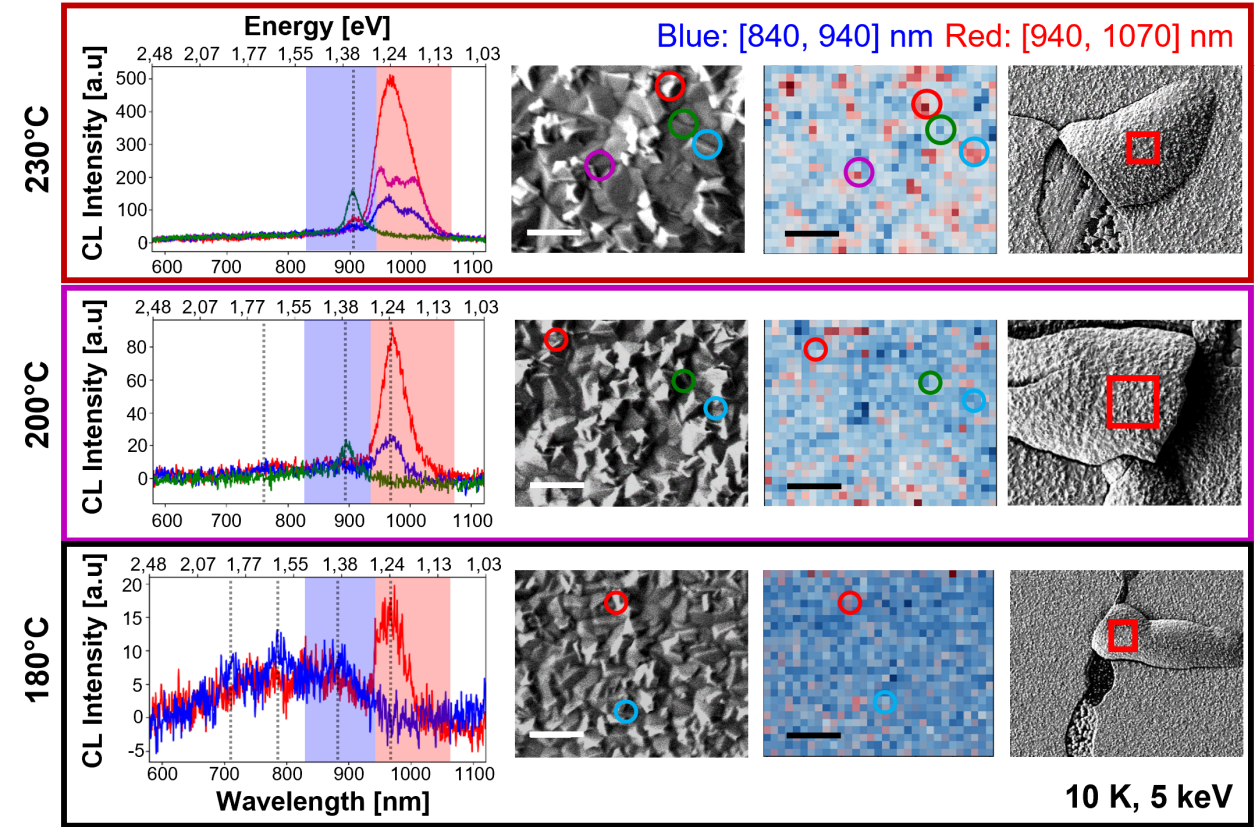 Energy [eV]
Blue: [840, 940] nm Red: [940, 1070] nm
230°C
CL Intensity [a.u]
2,48 2,07 1,77 1,55 1,38 1,24 1,13 1,03
500
400
300
200
100
0
600 700 800 900 1000 1100
200°C
CL Intensity [a.u]
2,48 2,07 1,77 1,55 1,38 1,24 1,13 1,03
80
60
40
20
0
600 700 800 900 1000 1100
180°C
CL Intensity [a.u]
2,48 2,07 1,77 1,55 1,38 1,24 1,13 1,03
20
15
10
5
0
-5
600 700 800 900 1000 1100
Wavelength [nm]
10 K, 5 keV